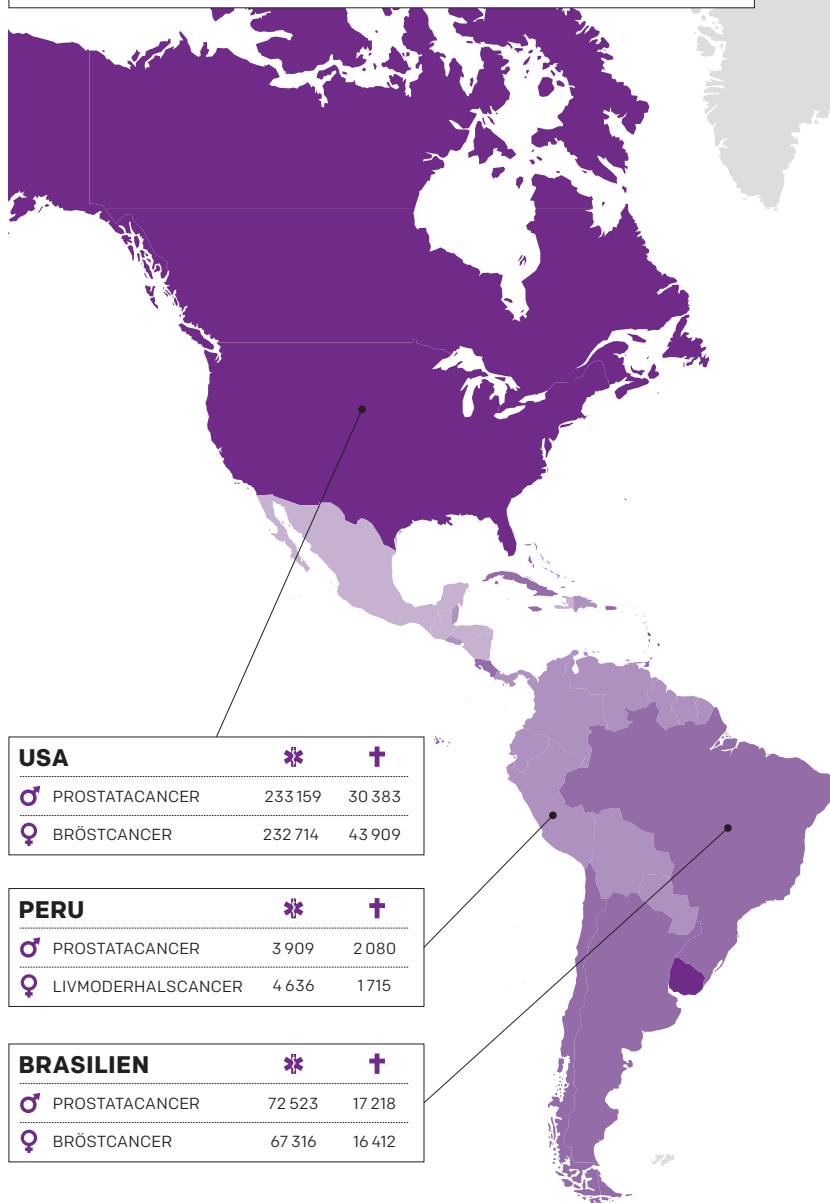 USA
PROSTATACANCER 233 159 30 383
BRÖSTCANCER 232 714 43 909
PERU
PROSTATACANCER 3 909 2 080
LIVMODERHALSCANCER 4 636 1 715
BRASILIEN
PROSTATACANCER 72 523 17 218
BRÖSTCANCER 67 316 16 412